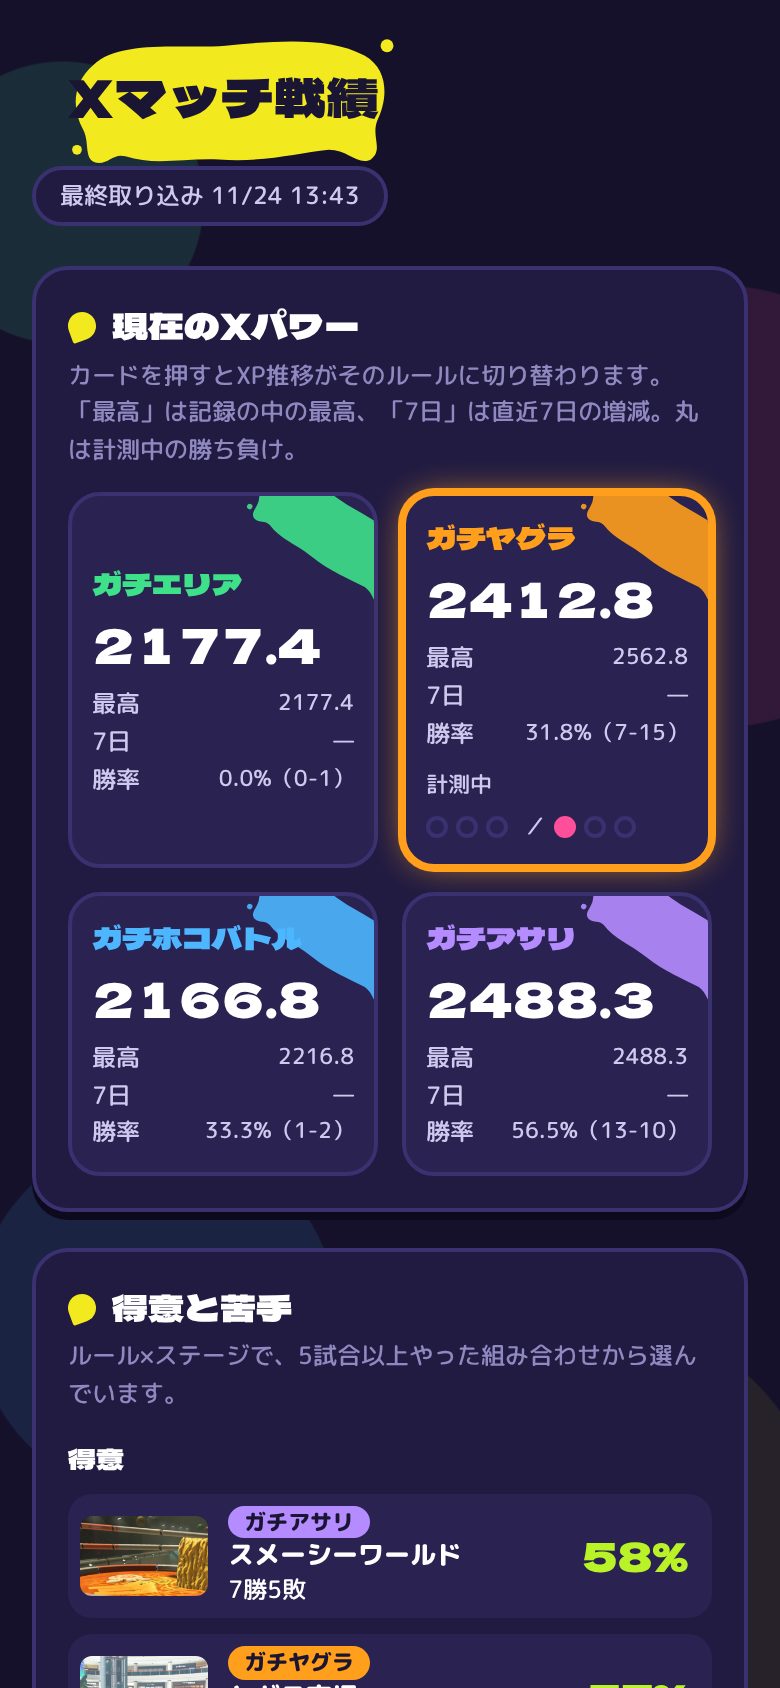 Xマッチ戦績
最終取り込み 11/24 13:43
現在のXパワー
カードを押すとXP推移がそのルールに切り替わります。
「最高」は記録の中の最高、「7日」は直近7日の増減。丸
は計測中の勝ち負け。
ガチエリア
2177.4
最高 2177.4
7日 —
勝率 0.0%（0-1）
ガチヤグラ
2412.8
最高 2562.8
7日 —
勝率 31.8%（7-15）
計測中
/
ガチホコバトル
2166.8
最高 2216.8
7日 —
勝率 33.3%（1-2）
ガチアサリ
2488.3
最高 2488.3
7日 —
勝率 56.5%（13-10）
得意と苦手
ルール×ステージで、5試合以上やった組み合わせから選ん
でいます。
得意
ガチアサリ
スメーシーワールド
7勝5敗
58%
ガチヤグラ